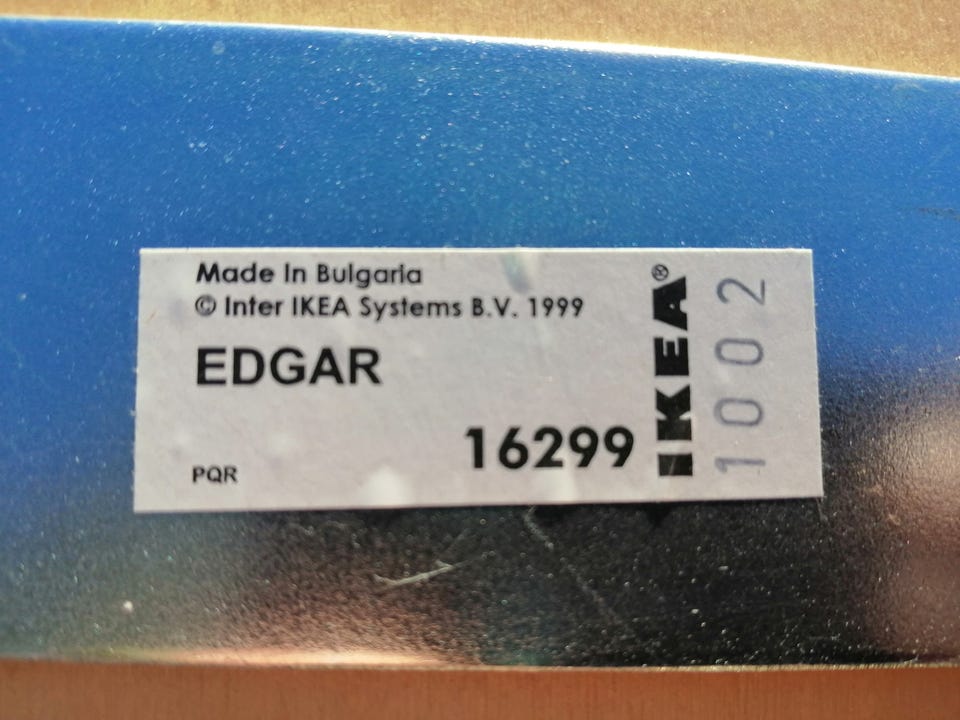 Made In Bulgaria
© Inter IKEA Systems B.V. 1999
EDGAR
16299
PQR
IKEA®
1002